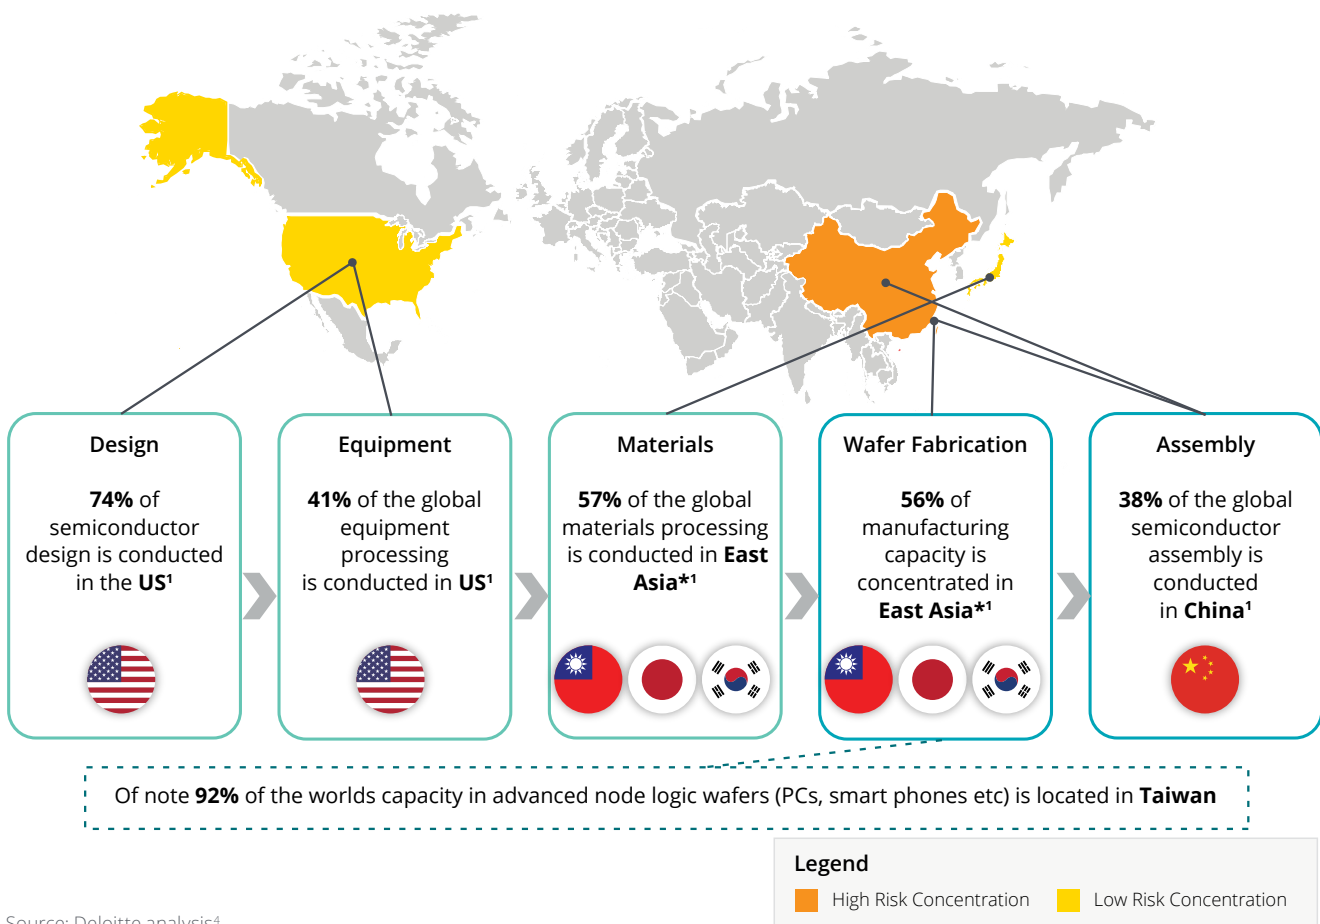 Design
74% of
semiconductor
design is conducted
in the US¹
Equipment
41% of the global
equipment
processing
is conducted in US¹
Materials
57% of the global
materials processing
is conducted in East
Asia*¹
Wafer Fabrication
56% of
manufacturing
capacity is
concentrated in
East Asia*¹
Assembly
38% of the global
semiconductor
assembly is
conducted
in China¹
Of note 92% of the worlds capacity in advanced node logic wafers (PCs, smart phones etc) is located in Taiwan
Legend
High Risk Concentration
Low Risk Concentration
Source: Deloitte analysis⁴